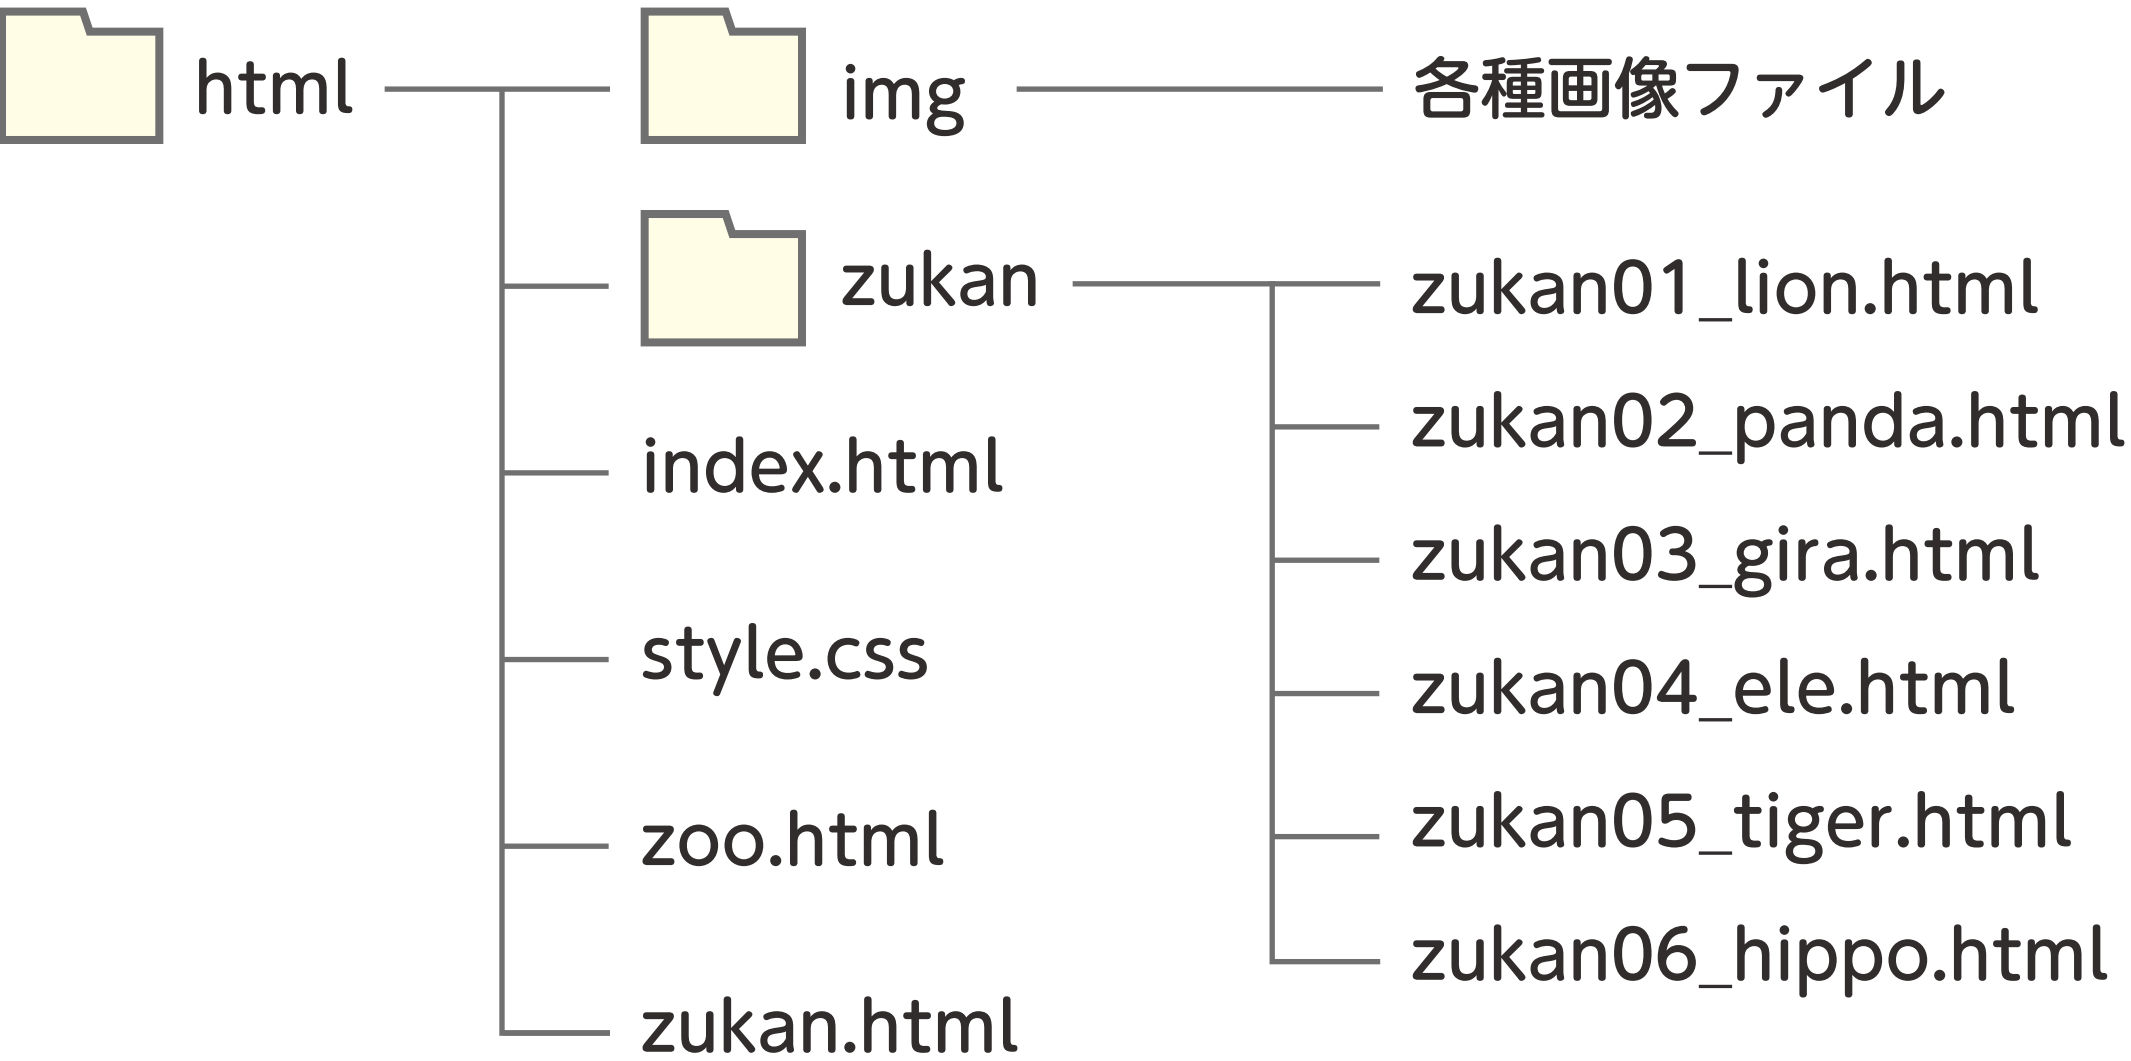 html
img
各種画像ファイル
zukan
zukan01_lion.html
zukan02_panda.html
zukan03_gira.html
zukan04_ele.html
zukan05_tiger.html
zukan06_hippo.html
index.html
style.css
zoo.html
zukan.html